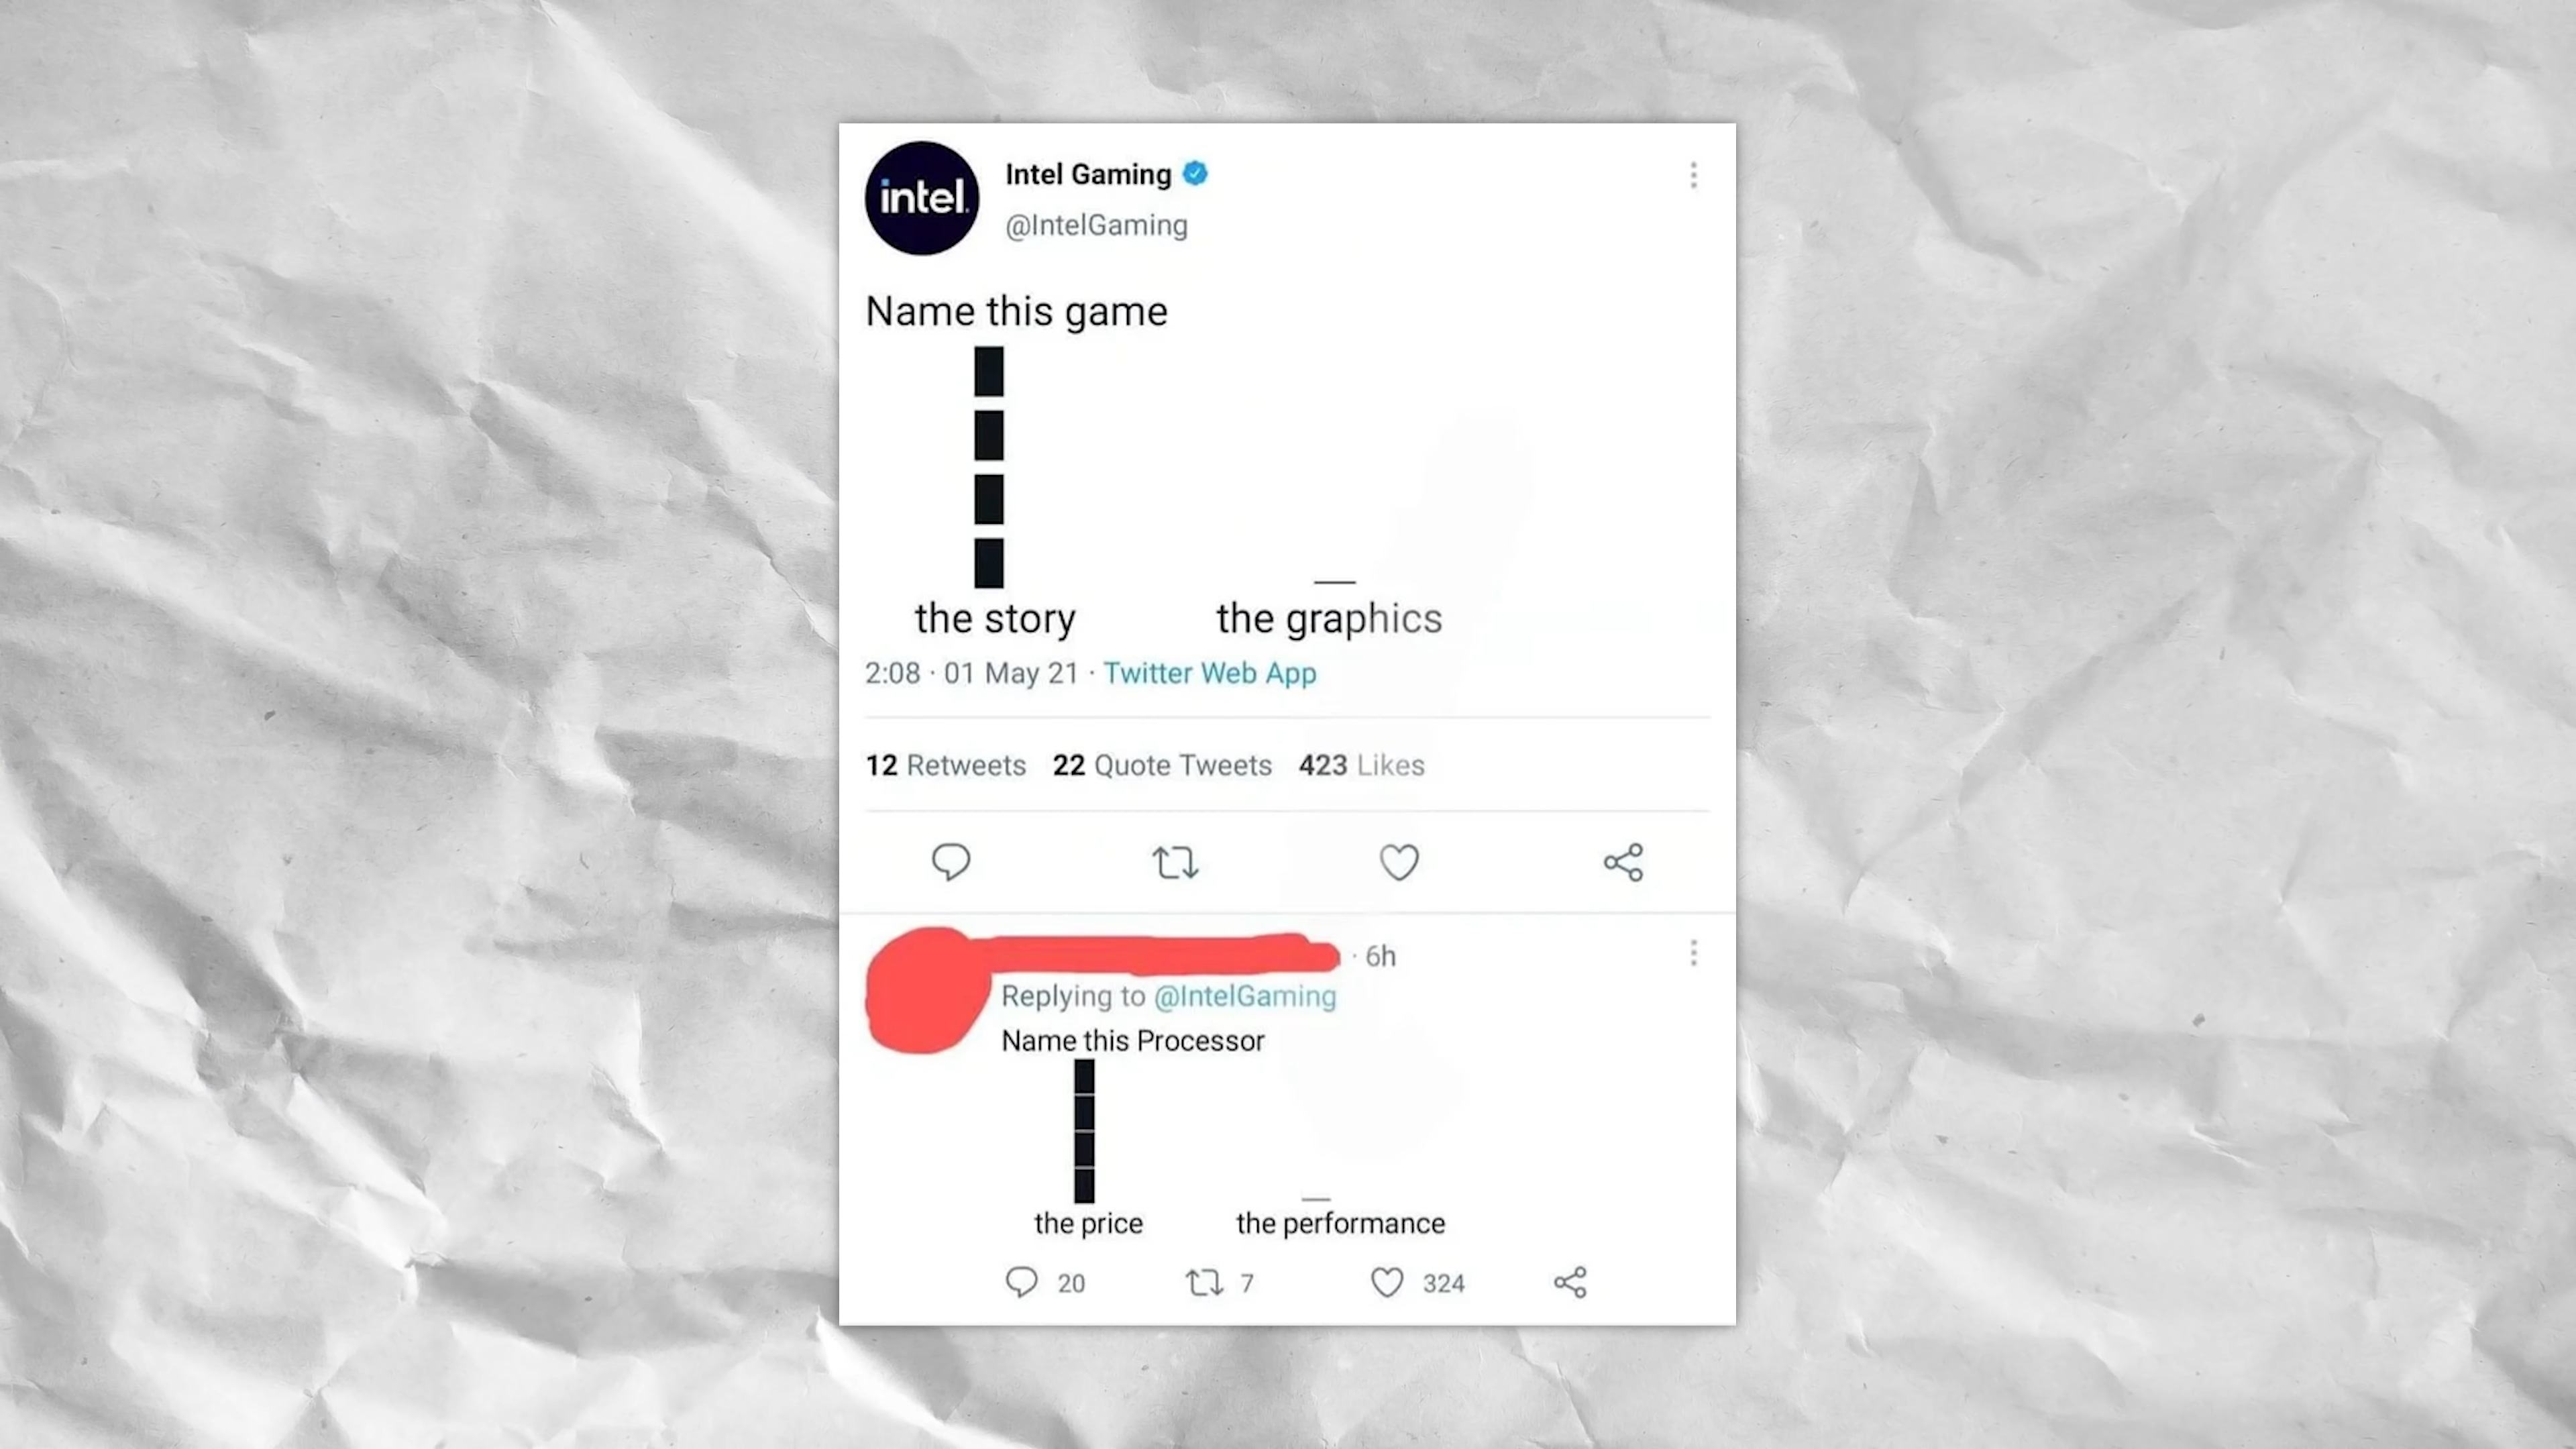 intel.
Intel Gaming
@IntelGaming
Name this game
the story the graphics
2:08 · 01 May 21 · Twitter Web App
12 Retweets 22 Quote Tweets 423 Likes
· 6h
Replying to @IntelGaming
Name this Processor
the price the performance
20 7 324